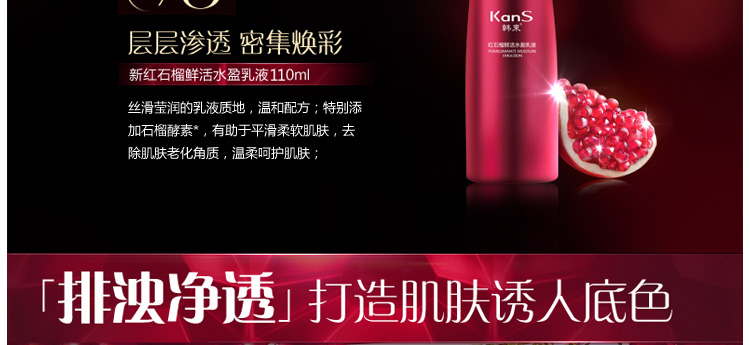 层层渗透 密集焕彩
新红石榴鲜活水盈乳液110ml
丝滑莹润的乳液质地，温和配方；特别添
加石榴酵素*，有助于平滑柔软肌肤，去
除肌肤老化角质，温柔呵护肌肤；
KanS
韩束
红石榴鲜活水盈乳液
POMEGRANATE MOISTURE
EMULSION
「排浊净透」打造肌肤诱人底色